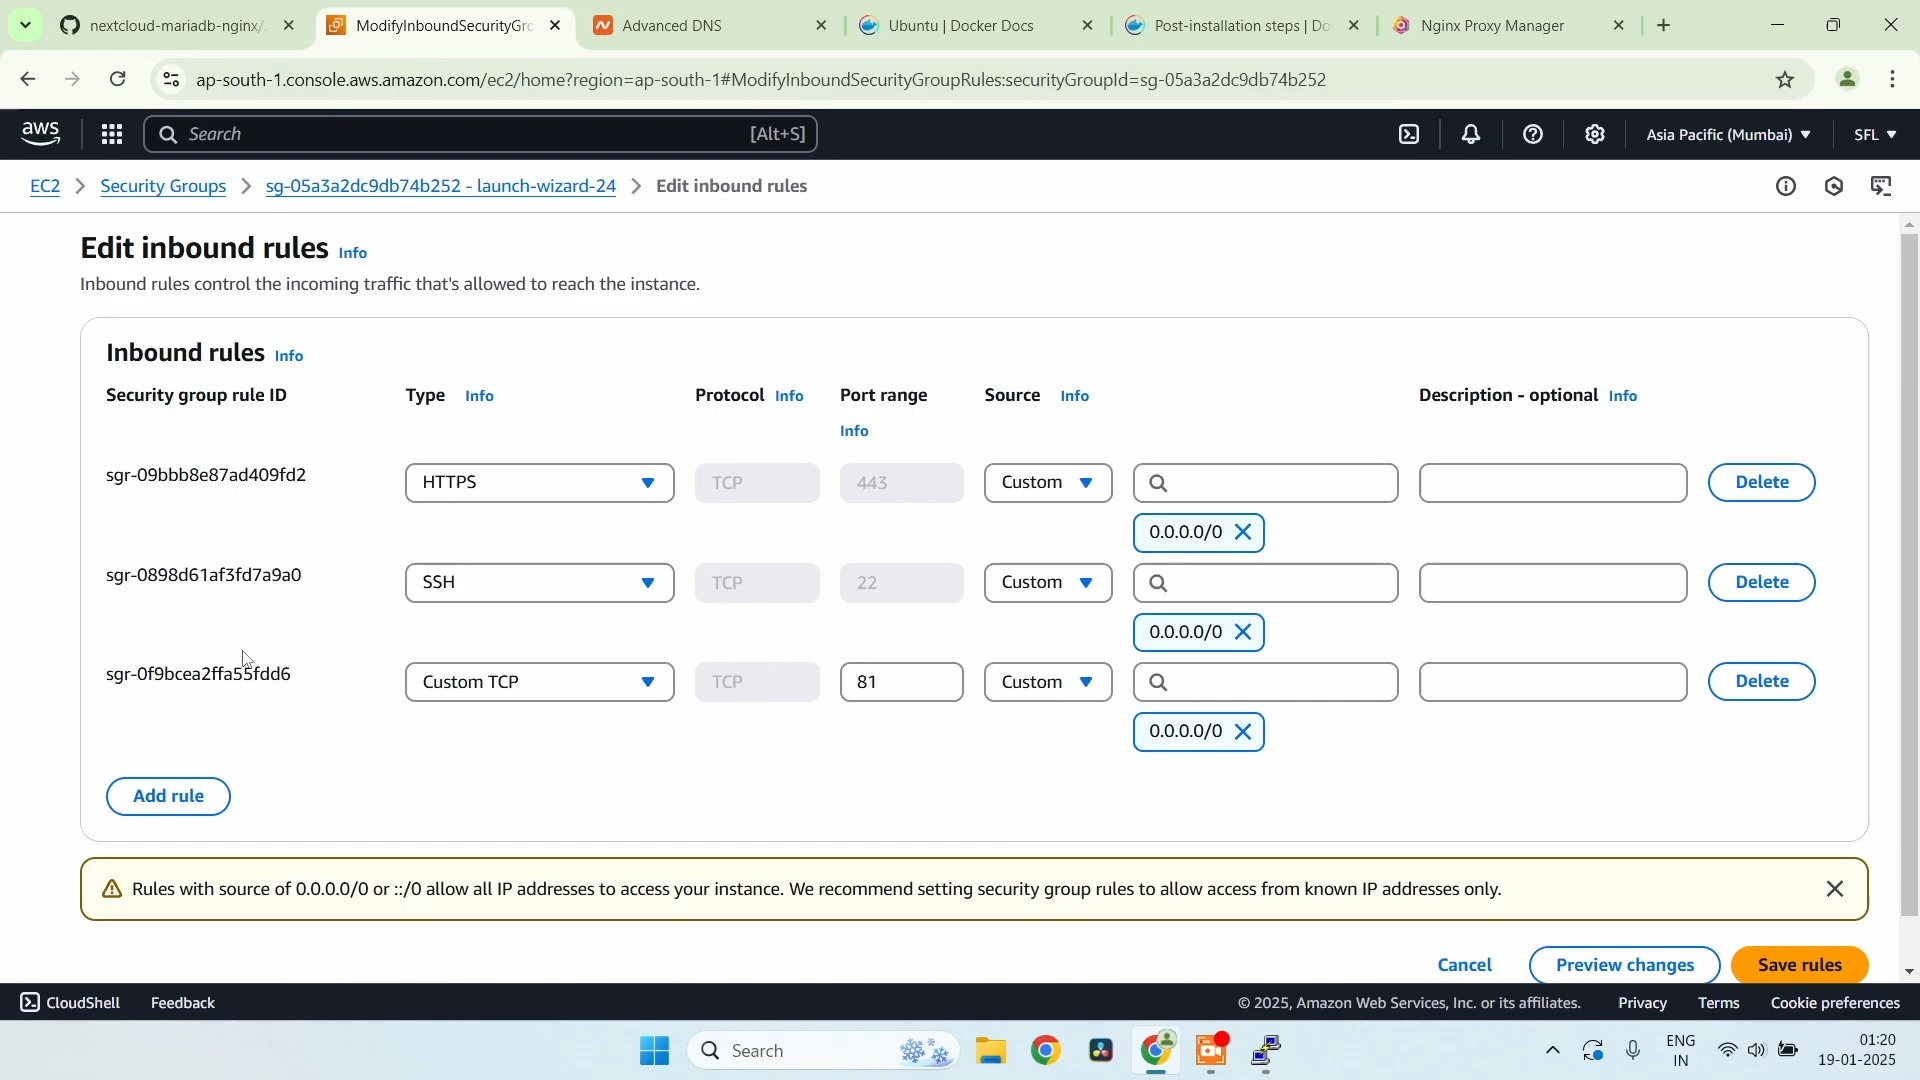 nextcloud-mariadb-nginx/
ModifyInboundSecurityGro
Advanced DNS
Ubuntu | Docker Docs
Post-installation steps | Do
Nginx Proxy Manager
ap-south-1.console.aws.amazon.com/ec2/home?region=ap-south-1#ModifyInboundSecurityGroupRules:securityGroupId=sg-05a3a2dc9db74b252
aws
Search
[Alt+S]
Asia Pacific (Mumbai)
SFL
EC2
Security Groups
sg-05a3a2dc9db74b252 - launch-wizard-24
Edit inbound rules
Edit inbound rules Info
Inbound rules control the incoming traffic that's allowed to reach the instance.
Inbound rules Info
Security group rule ID Type Info Protocol Info Port range Source Info Description - optional Info
Info
sgr-09bbb8e87ad409fd2 HTTPS TCP 443 Custom Delete
0.0.0.0/0
sgr-0898d61af3fd7a9a0 SSH TCP 22 Custom Delete
0.0.0.0/0
sgr-0f9bcea2ffa55fdd6 Custom TCP TCP 81 Custom Delete
0.0.0.0/0
Add rule
Rules with source of 0.0.0.0/0 or ::/0 allow all IP addresses to access your instance. We recommend setting security group rules to allow access from known IP addresses only.
Cancel
Preview changes
Save rules
CloudShell Feedback © 2025, Amazon Web Services, Inc. or its affiliates. Privacy Terms Cookie preferences
Search
ENG
IN
01:20
19-01-2025